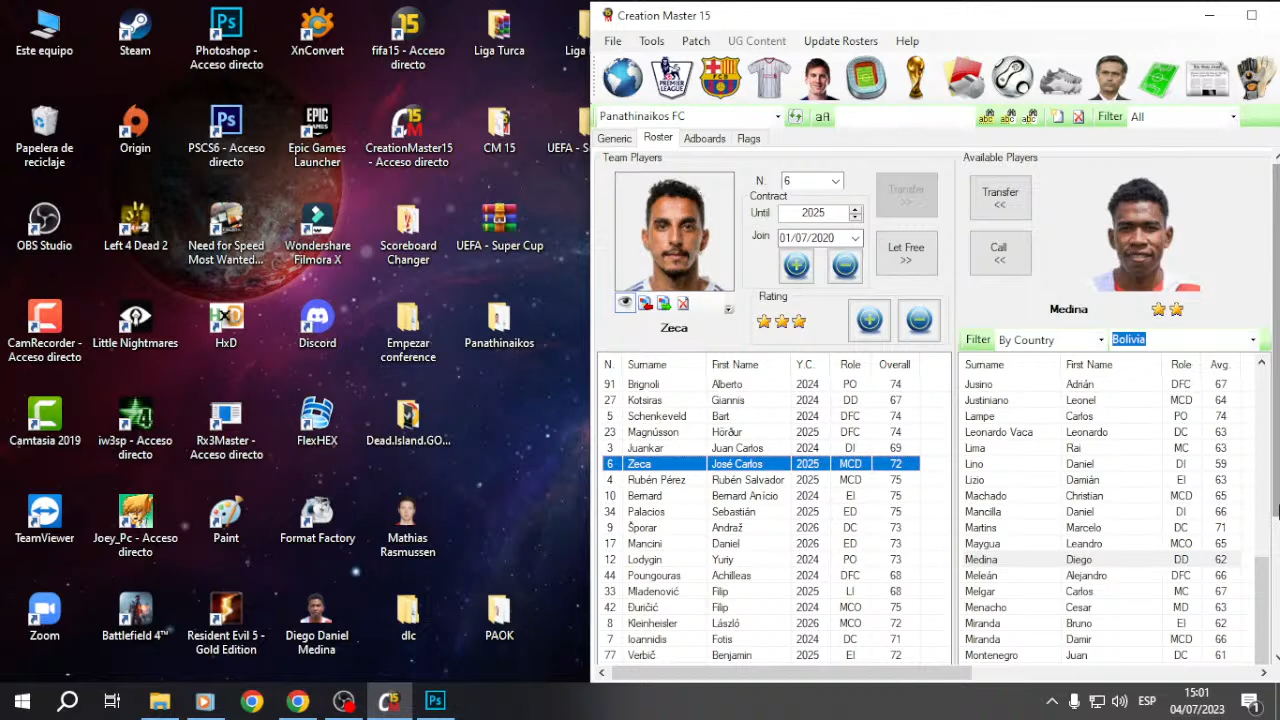 Este equipo
Steam
Photoshop -
Acceso directo
XnConvert
fifa15 - Acceso
directo
Liga Turca
Liga
Papelera de
reciclaje
Origin
PSCS6 - Acceso
directo
Epic Games
Launcher
CreationMaster15
- Acceso directo
CM 15
UEFA - S
OBS Studio
Left 4 Dead 2
Need for Speed
Most Wanted...
Wondershare
Filmora X
Scoreboard
Changer
UEFA - Super Cup
CamRecorder -
Acceso directo
Little Nightmares
HxD
Discord
Empezar
conference
Panathinaikos
Camtasia 2019
iw3sp - Acceso
directo
Rx3Master -
Acceso directo
FlexHEX
Dead.Island.GO...
TeamViewer
Joey_Pc - Acceso
directo
Paint
Format Factory
Mathias
Rasmussen
Zoom
Battlefield 4™
Resident Evil 5 -
Gold Edition
Diego Daniel
Medina
dlc
PAOK
Creation Master 15
File Tools Patch UG Content Update Rosters Help
Panathinaikos FC
Filter All
Generic Roster Adboards Flags
Team Players
N. 6
Contract
Until 2025
Join 01/07/2020
Transfer
>>
Let Free
>>
Rating
Zeca
Available Players
Transfer
<<
Call
<<
Medina
Filter By Country Bolivia
N. Surname First Name Y.C. Role Overall
91 Brignoli Alberto 2024 PO 74
27 Kotsiras Giannis 2024 DD 67
5 Schenkeveld Bart 2024 DFC 74
23 Magnússon Hörður 2025 DFC 74
3 Juankar Juan Carlos 2024 DI 69
6 Zeca José Carlos 2025 MCD 72
4 Rubén Pérez Rubén Salvador 2025 MCD 75
10 Bernard Bernard Anício 2024 EI 75
34 Palacios Sebastián 2025 ED 75
9 Šporar Andraž 2026 DC 73
17 Mancini Daniel 2026 ED 73
12 Lodygin Yuriy 2024 PO 73
44 Poungouras Achilleas 2024 DFC 68
33 Mladenović Filip 2025 LI 68
42 Đuričić Filip 2024 MCO 75
8 Kleinheisler László 2026 MCO 72
7 Ioannidis Fotis 2024 DC 71
77 Verbič Benjamin 2025 EI 72
Surname First Name Role Avg.
Jusino Adrián DFC 67
Justiniano Leonel MCD 64
Lampe Carlos PO 74
Leonardo Vaca Leonardo DC 63
Lima Rai MC 63
Lino Daniel DI 59
Lizio Damián EI 63
Machado Christian MCD 65
Mancilla Daniel DI 66
Martins Marcelo DC 71
Maygua Leandro MCO 65
Medina Diego DD 62
Meleán Alejandro DFC 66
Melgar Carlos MC 67
Menacho Cesar MD 63
Miranda Bruno EI 62
Miranda Damir MCD 66
Montenegro Juan DC 61
ESP
15:01
04/07/2023